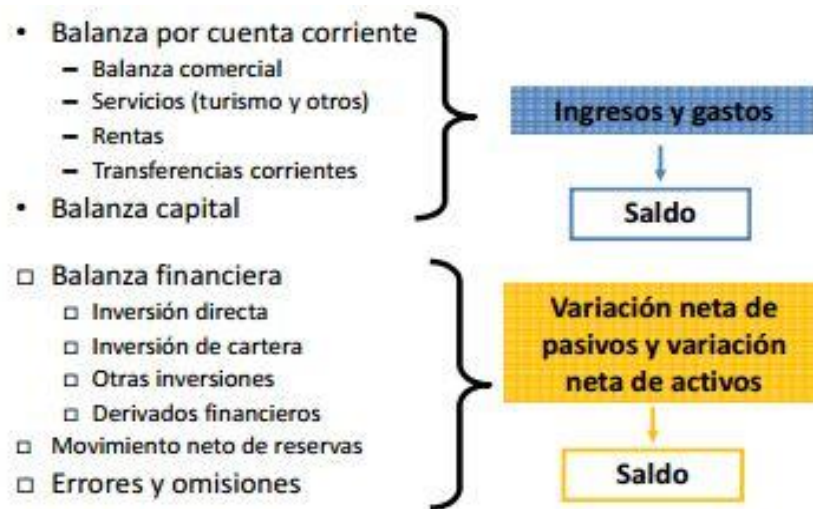 • Balanza por cuenta corriente
– Balanza comercial
– Servicios (turismo y otros)
– Rentas
– Transferencias corrientes
• Balanza capital
Ingresos y gastos
Saldo
□ Balanza financiera
□ Inversión directa
□ Inversión de cartera
□ Otras inversiones
□ Derivados financieros
□ Movimiento neto de reservas
□ Errores y omisiones
Variación neta de
pasivos y variación
neta de activos
Saldo